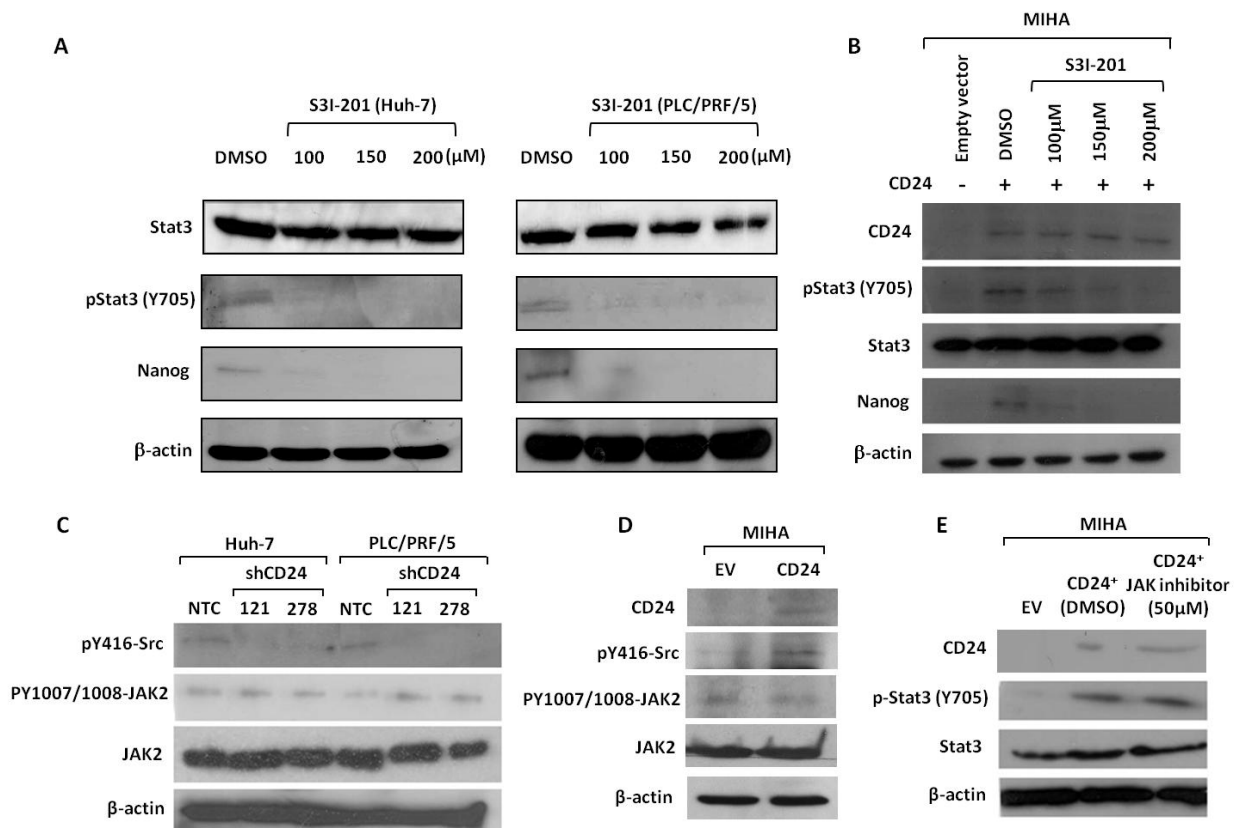 A
S3I-201 (Huh-7)
DMSO 100 150 200 (μM)
S3I-201 (PLC/PRF/5)
DMSO 100 150 200 (μM)
Stat3
pStat3 (Y705)
Nanog
β-actin
B
MIHA
S3I-201
Empty vector
DMSO
100μM
150μM
200μM
CD24 - + + + +
CD24
pStat3 (Y705)
Stat3
Nanog
β-actin
C
Huh-7 PLC/PRF/5
shCD24 shCD24
NTC 121 278 NTC 121 278
pY416-Src
PY1007/1008-JAK2
JAK2
β-actin
D
MIHA
EV CD24
CD24
pY416-Src
PY1007/1008-JAK2
JAK2
β-actin
E
MIHA
EV
CD24⁺
(DMSO)
CD24⁺
JAK inhibitor
(50μM)
CD24
p-Stat3 (Y705)
Stat3
β-actin